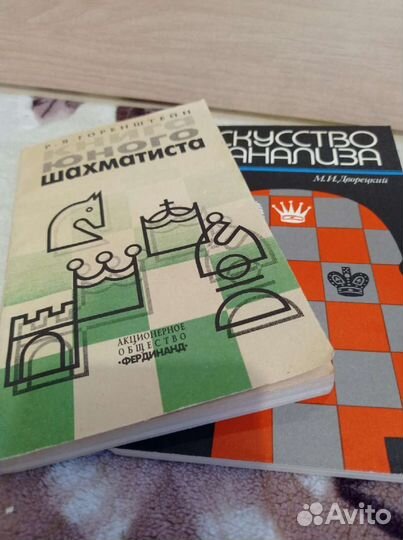 Р. Я. ГОРЕНШТЕЙН
книга
юного
шахматиста
АКЦИОНЕРНОЕ
ОБЩЕСТВО
•ФЕРДИНАНД•
СКУССТВО
АНАЛИЗА
М.И.Дворецкий
Avito